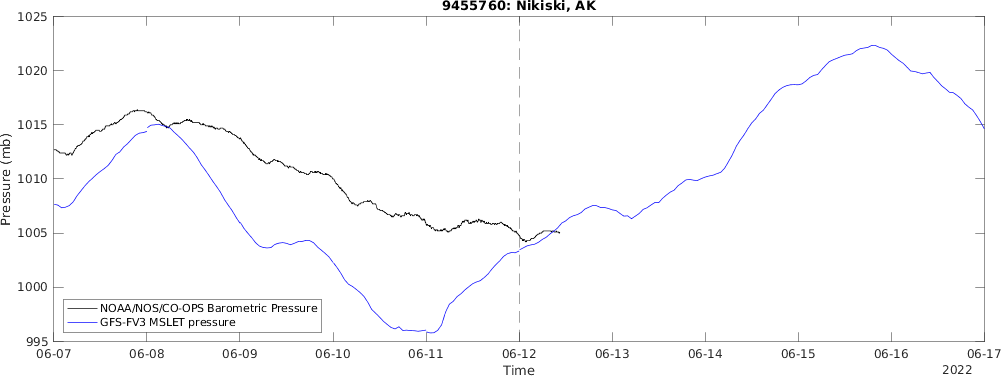 9455760: Nikiski, AK
Pressure (mb)
1025
1020
1015
1010
1005
1000
995
NOAA/NOS/CO-OPS Barometric Pressure
GFS-FV3 MSLET pressure
06-07 06-08 06-09 06-10 06-11 06-12 06-13 06-14 06-15 06-16 06-17
Time
2022